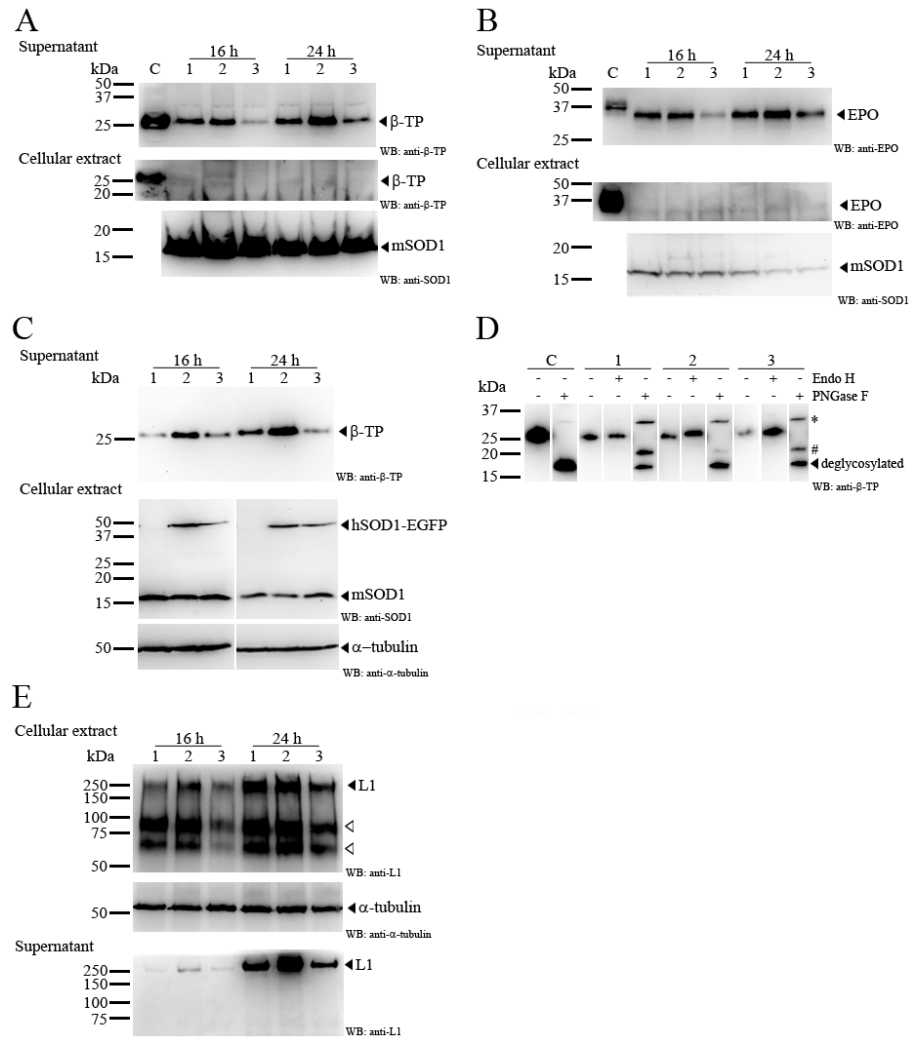 A
Supernatant
16 h 24 h
kDa C 1 2 3 1 2 3
50
37
25
β-TP
WB: anti-β-TP
Cellular extract
25
20
β-TP
WB: anti-β-TP
20
15
mSOD1
WB: anti-SOD1
B
Supernatant
16 h 24 h
kDa C 1 2 3 1 2 3
50
37
25
EPO
WB: anti-EPO
Cellular extract
50
37
EPO
WB: anti-EPO
20
15
mSOD1
WB: anti-SOD1
C
Supernatant
16 h 24 h
kDa 1 2 3 1 2 3
25
β-TP
WB: anti-β-TP
Cellular extract
50
37
25
20
15
hSOD1-EGFP
mSOD1
WB: anti-SOD1
50
α-tubulin
WB: anti-α-tubulin
D
C 1 2 3
- - - + - - + - - + - Endo H
- + - - + - - + - - + PNGase F
kDa
37
25
20
15
*
#
deglycosylated
WB: anti-β-TP
E
Cellular extract
16 h 24 h
kDa 1 2 3 1 2 3
250
150
100
75
50
L1
WB: anti-L1
50
α-tubulin
WB: anti-α-tubulin
Supernatant
250
150
100
75
L1
WB: anti-L1